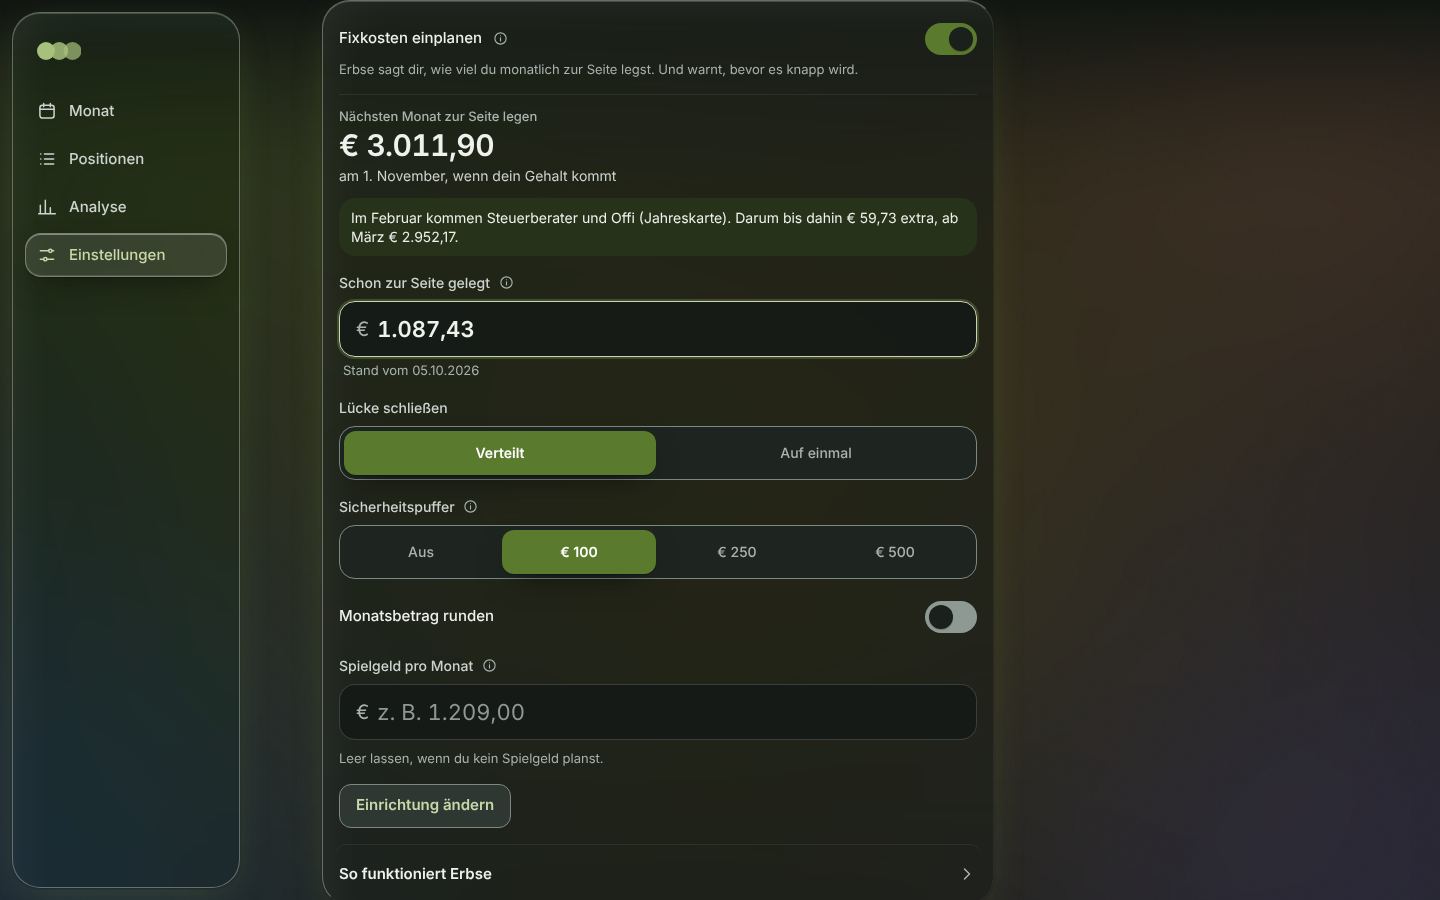 Monat
Positionen
Analyse
Einstellungen
Fixkosten einplanen
Erbse sagt dir, wie viel du monatlich zur Seite legst. Und warnt, bevor es knapp wird.
Nächsten Monat zur Seite legen
€ 3.011,90
am 1. November, wenn dein Gehalt kommt
Im Februar kommen Steuerberater und Offi (Jahreskarte). Darum bis dahin € 59,73 extra, ab
März € 2.952,17.
Schon zur Seite gelegt
€ 1.087,43
Stand vom 05.10.2026
Lücke schließen
Verteilt
Auf einmal
Sicherheitspuffer
Aus
€ 100
€ 250
€ 500
Monatsbetrag runden
Spielgeld pro Monat
€ z. B. 1.209,00
Leer lassen, wenn du kein Spielgeld planst.
Einrichtung ändern
So funktioniert Erbse